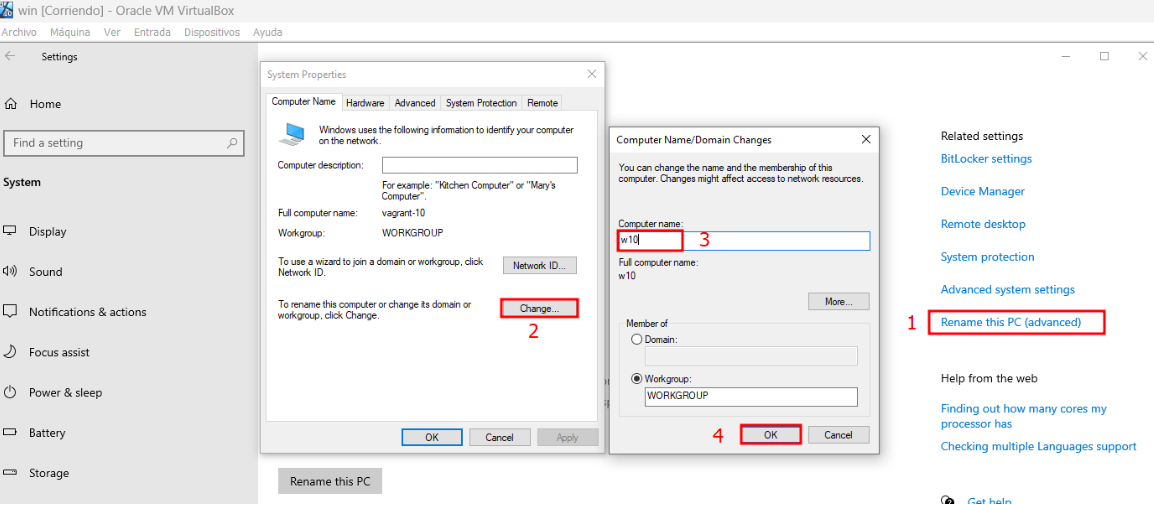 win [Corriendo] - Oracle VM VirtualBox
Archivo Máquina Ver Entrada Dispositivos Ayuda
Settings
Home
Find a setting
System
Display
Sound
Notifications & actions
Focus assist
Power & sleep
Battery
Storage
System Properties
Computer Name Hardware Advanced System Protection Remote
Windows uses the following information to identify your computer
on the network.
Computer description:
For example: "Kitchen Computer" or "Mary's
Computer".
Full computer name: vagrant-10
Workgroup: WORKGROUP
To use a wizard to join a domain or workgroup, click
Network ID.
Network ID...
To rename this computer or change its domain or
workgroup, click Change.
Change...
2
OK Cancel Apply
Rename this PC
Computer Name/Domain Changes
You can change the name and the membership of this
computer. Changes might affect access to network resources.
Computer name:
w10 3
Full computer name:
w10
More...
Member of
Domain:
Workgroup:
WORKGROUP
4 OK Cancel
Related settings
BitLocker settings
Device Manager
Remote desktop
System protection
Advanced system settings
1 Rename this PC (advanced)
Help from the web
Finding out how many cores my
processor has
Checking multiple Languages support
Get help